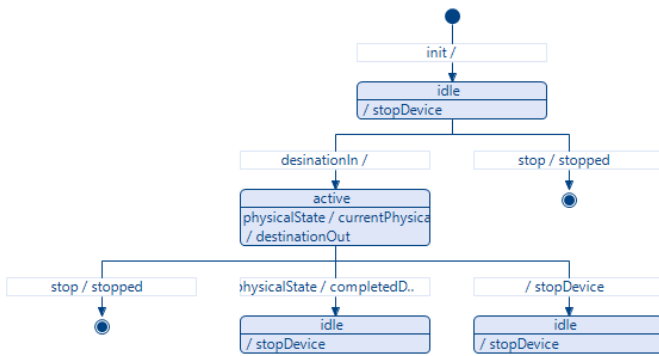 init /
idle
/ stopDevice
desinationIn /
stop / stopped
active
physicalState / currentPhysica
/ destinationOut
stop / stopped
physicalState / completedD..
/ stopDevice
idle
/ stopDevice
idle
/ stopDevice